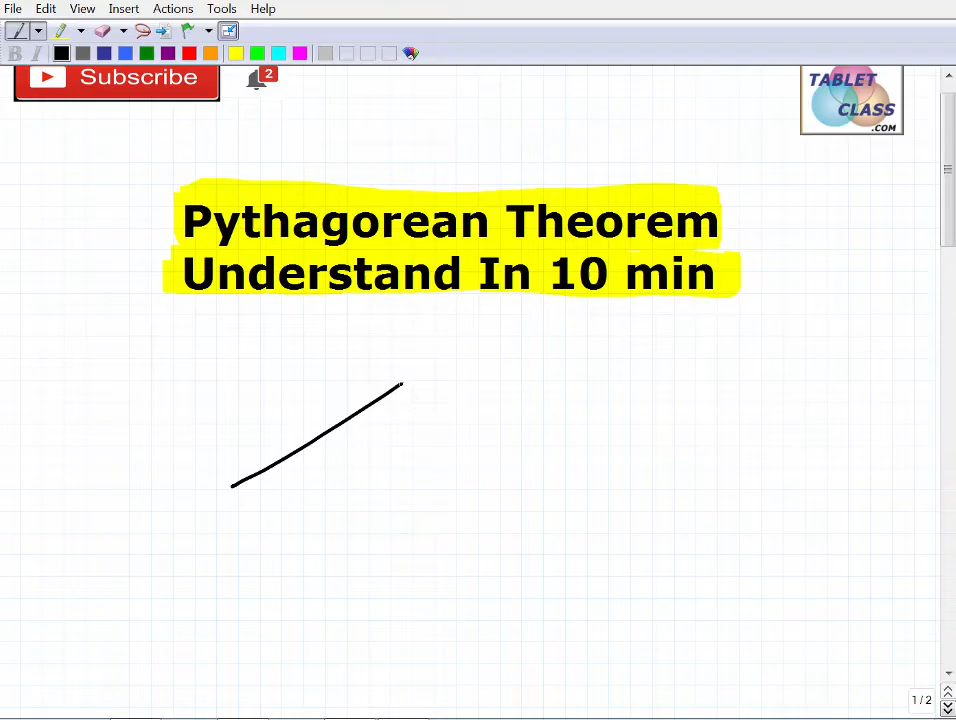 File Edit View Insert Actions Tools Help
B I
Subscribe 2
TABLET
CLASS
.COM
Pythagorean Theorem
Understand In 10 min
1 / 2